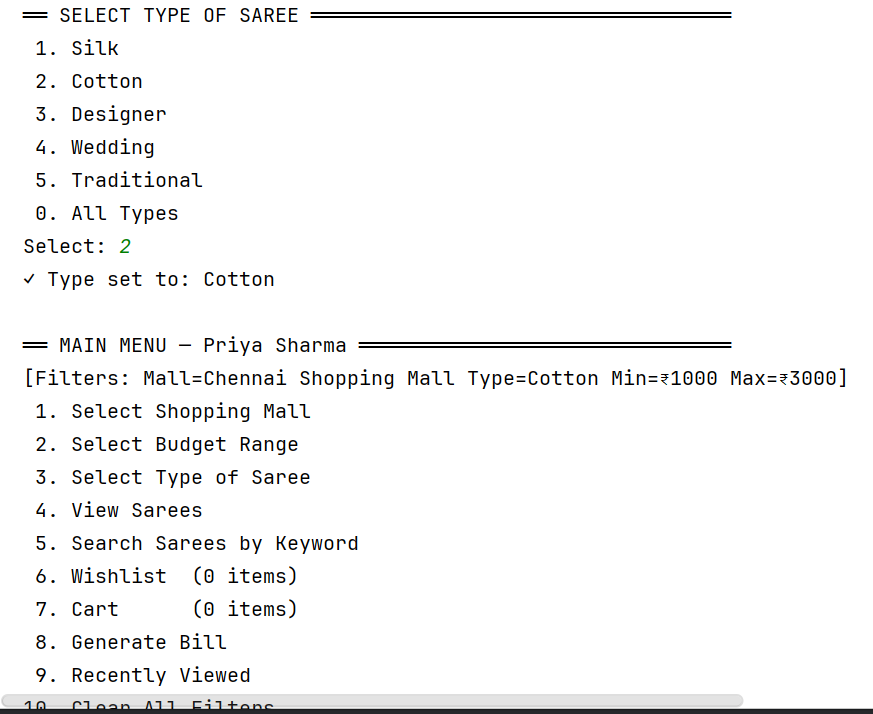 ══ SELECT TYPE OF SAREE ═══════════════════════════════════
 1. Silk
 2. Cotton
 3. Designer
 4. Wedding
 5. Traditional
 0. All Types
Select: 2
✓ Type set to: Cotton
══ MAIN MENU — Priya Sharma ═══════════════════════════════
[Filters: Mall=Chennai Shopping Mall Type=Cotton Min=₹1000 Max=₹3000]
 1. Select Shopping Mall
 2. Select Budget Range
 3. Select Type of Saree
 4. View Sarees
 5. Search Sarees by Keyword
 6. Wishlist  (0 items)
 7. Cart      (0 items)
 8. Generate Bill
 9. Recently Viewed
10. Clear All Filters